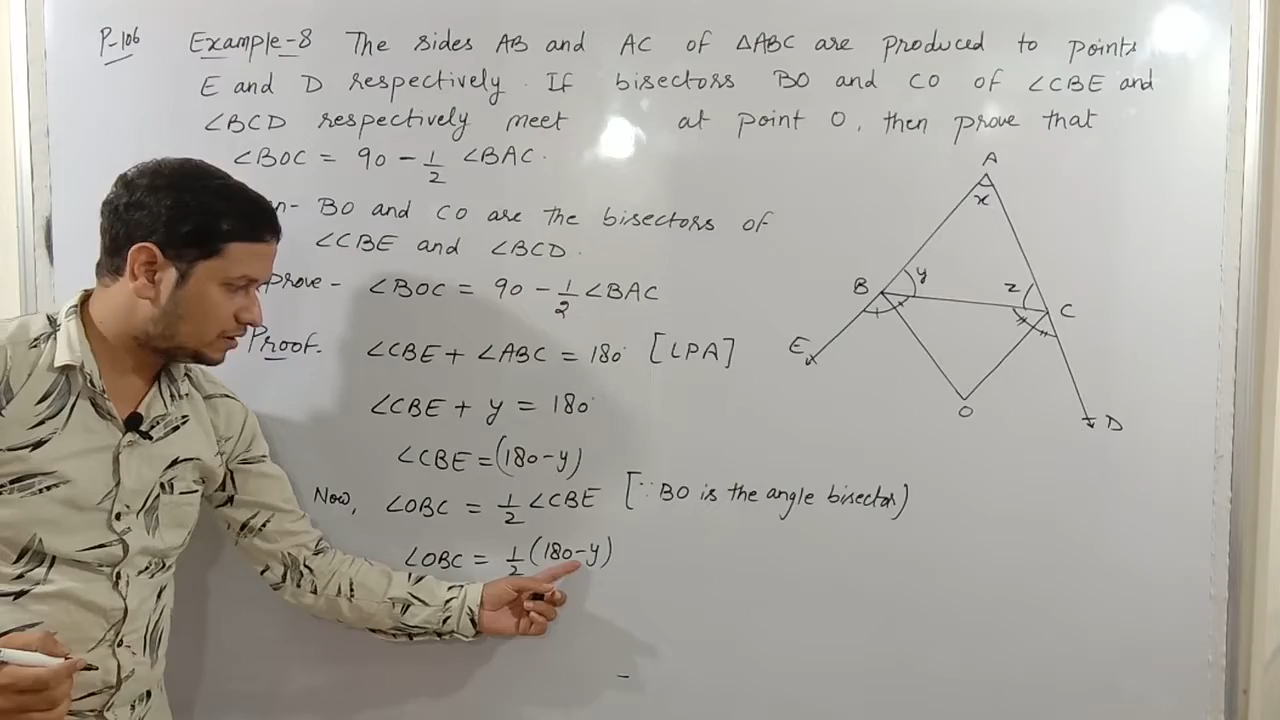 P-106 Example-8 The sides AB and AC of ΔABC are produced to points
E and D respectively. If bisectors BO and CO of ∠CBE and
∠BCD respectively meet at point O, then prove that
∠BOC = 90 - 1/2 ∠BAC.
n- BO and CO are the bisectors of
∠CBE and ∠BCD.
prove - ∠BOC = 90 - 1/2 ∠BAC
Proof. ∠CBE + ∠ABC = 180° [LPA]
∠CBE + y = 180°
∠CBE = (180-y)
Now, ∠OBC = 1/2 ∠CBE [∵ BO is the angle bisector)
∠OBC = 1/2 (180-y)
A
x
B y z C
E
O D